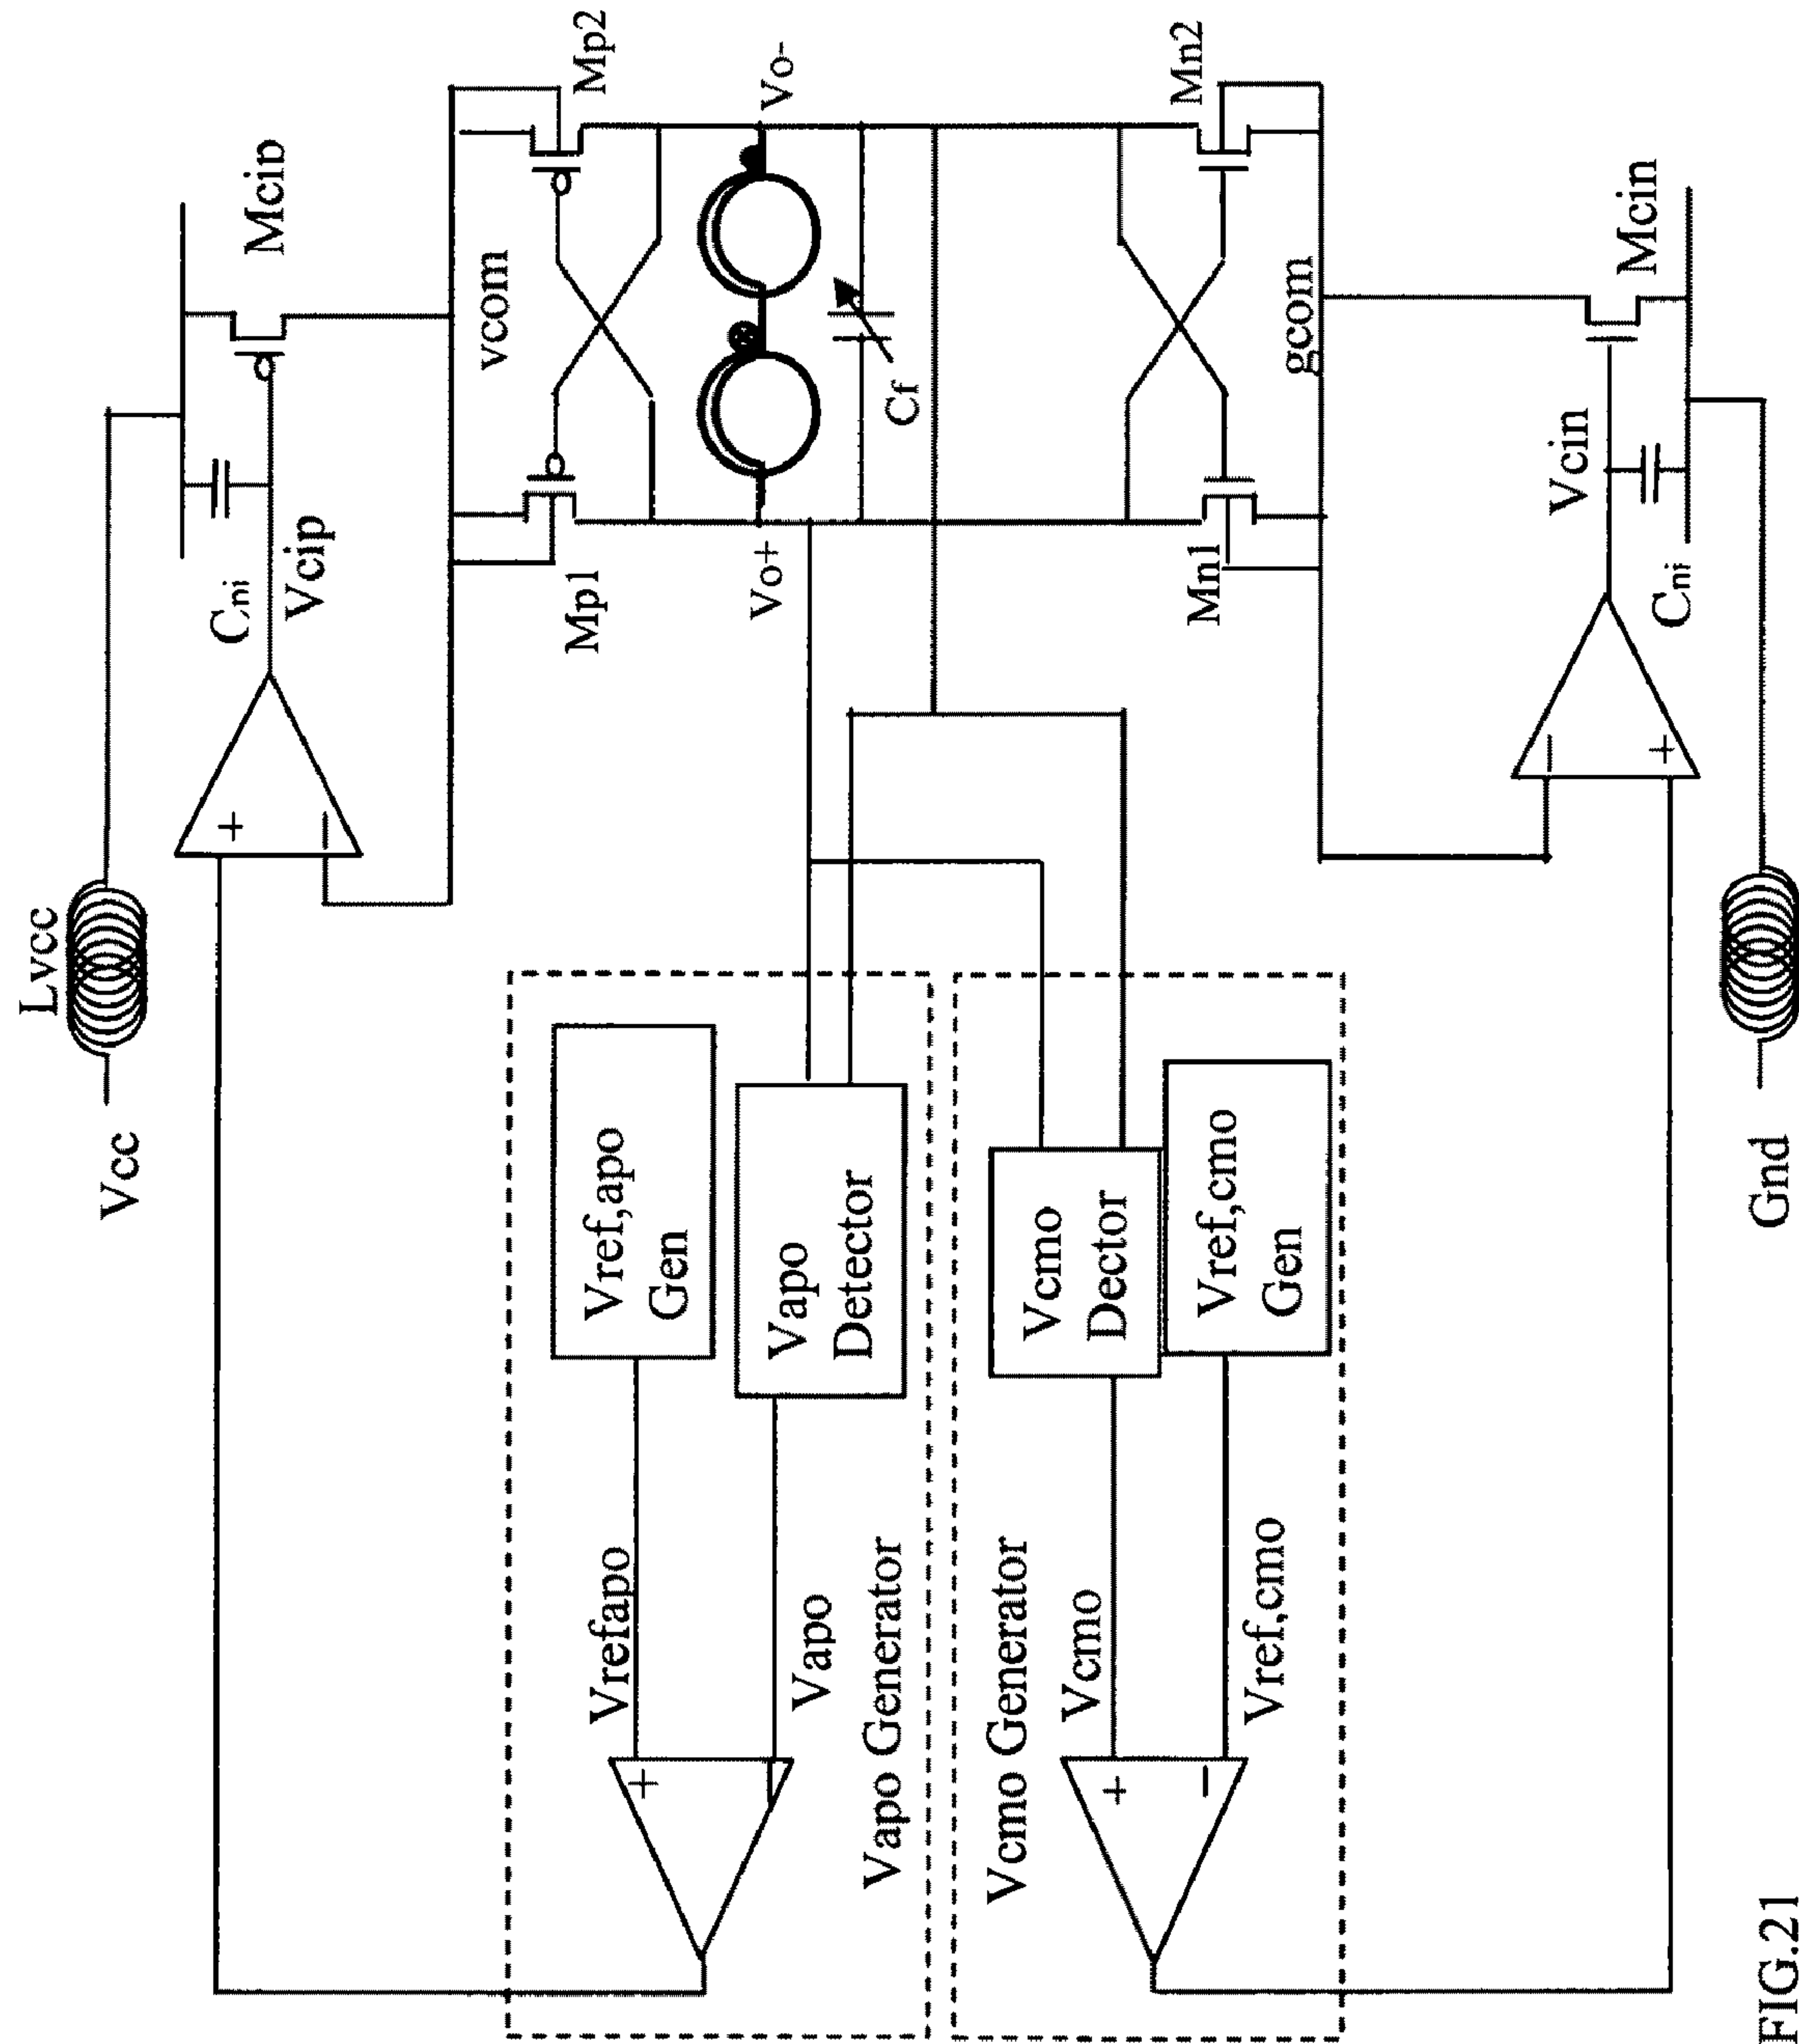 Lvcc
Vcc
Cni
Vcip
Mcip
vcom
Mp1
Mp2
Vo+
Vo-
Cf
Vref,apo
Gen
Vapo
Detector
Vrefapo
Vapo
Vapo Generator
Vcmo Generator
Vcmo
Dector
Vref,cmo
Gen
Vcmo
Vref,cmo
Mn1
Mn2
gcom
Vcin
Cni
Mcin
Gnd
+
−
+
+
−
−
+
FIG.21